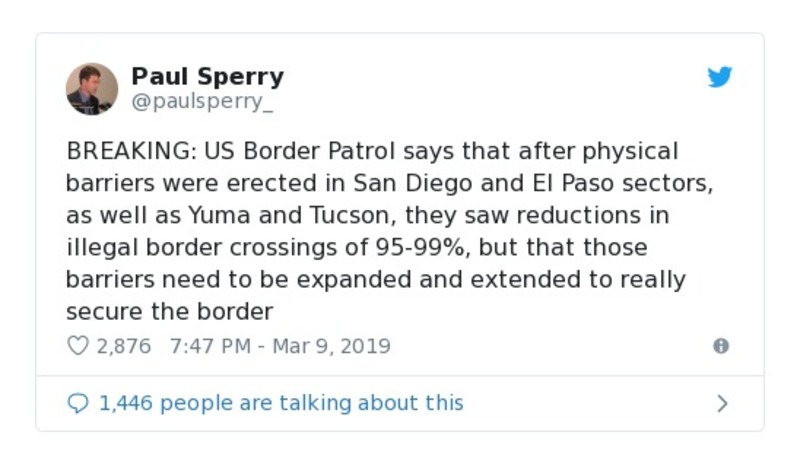 Paul Sperry
@paulsperry_
BREAKING: US Border Patrol says that after physical
barriers were erected in San Diego and El Paso sectors,
as well as Yuma and Tucson, they saw reductions in
illegal border crossings of 95-99%, but that those
barriers need to be expanded and extended to really
secure the border
2,876 7:47 PM - Mar 9, 2019
1,446 people are talking about this